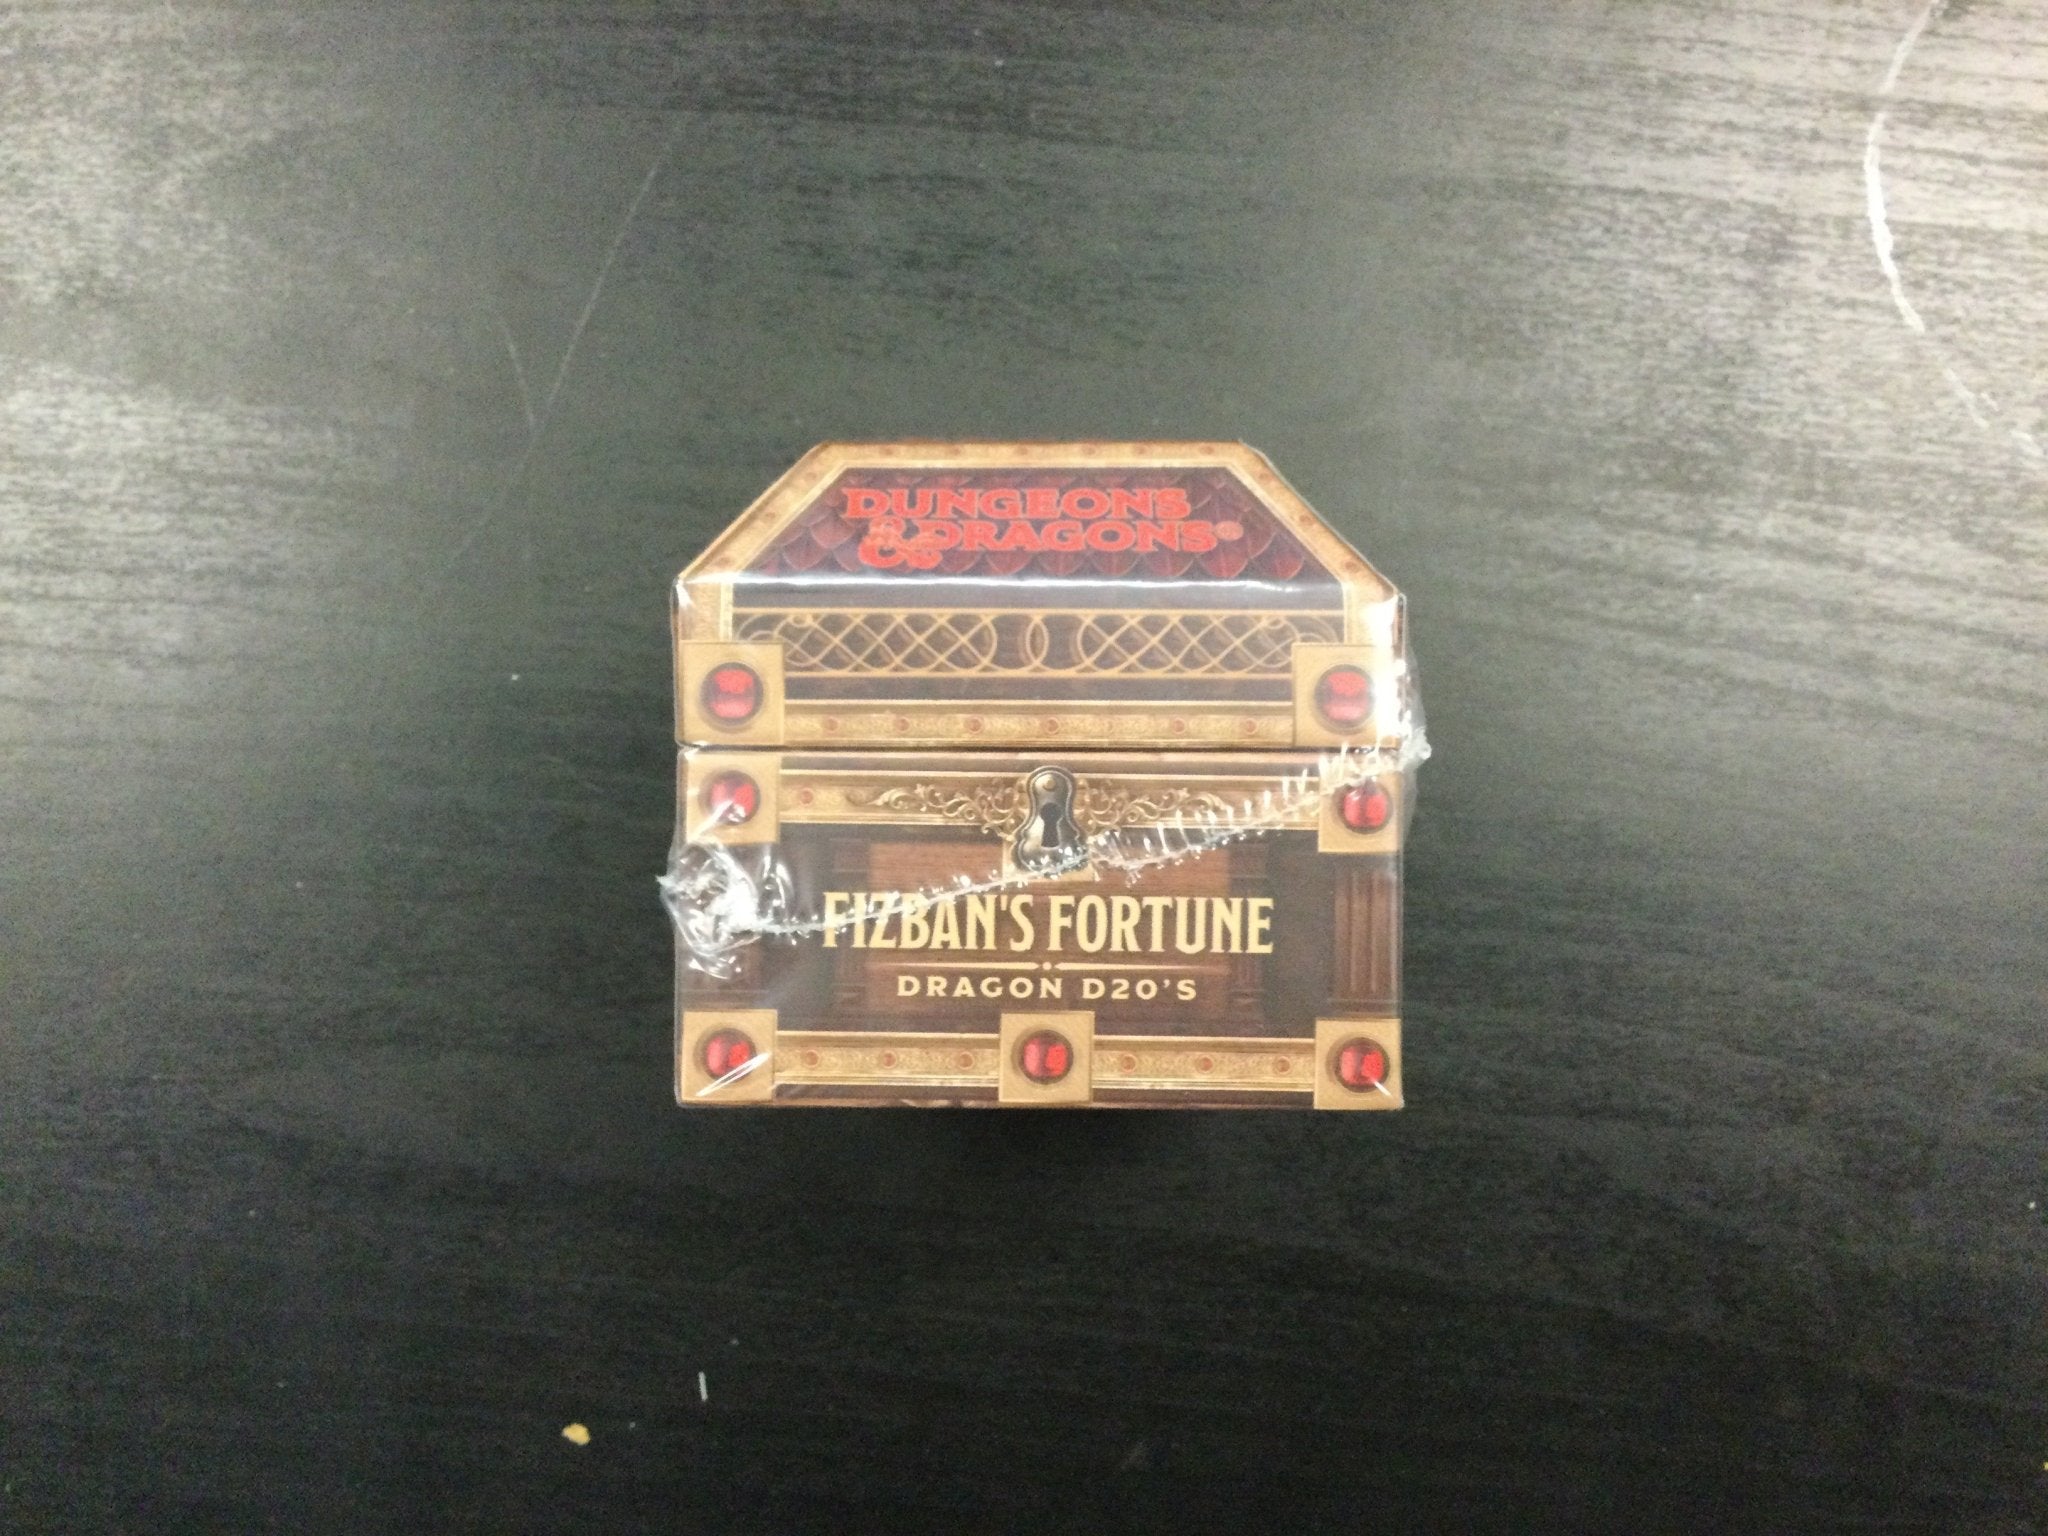 DUNGEONS
& DRAGONS®
FIZBAN'S FORTUNE
DRAGON D20'S